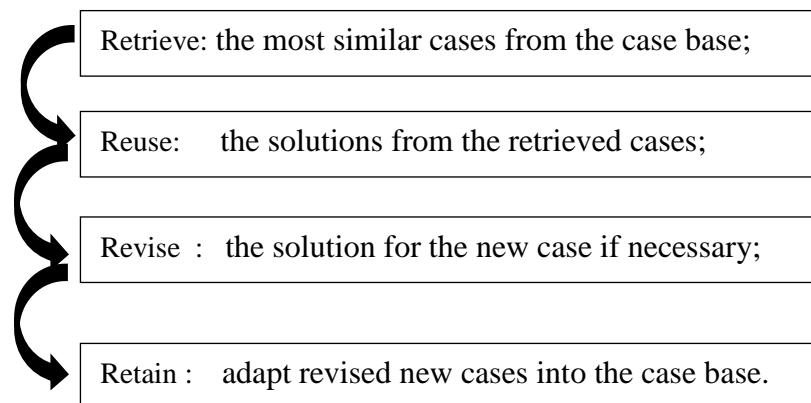 Retrieve: the most similar cases from the case base;
Reuse: the solutions from the retrieved cases;
Revise : the solution for the new case if necessary;
Retain : adapt revised new cases into the case base.